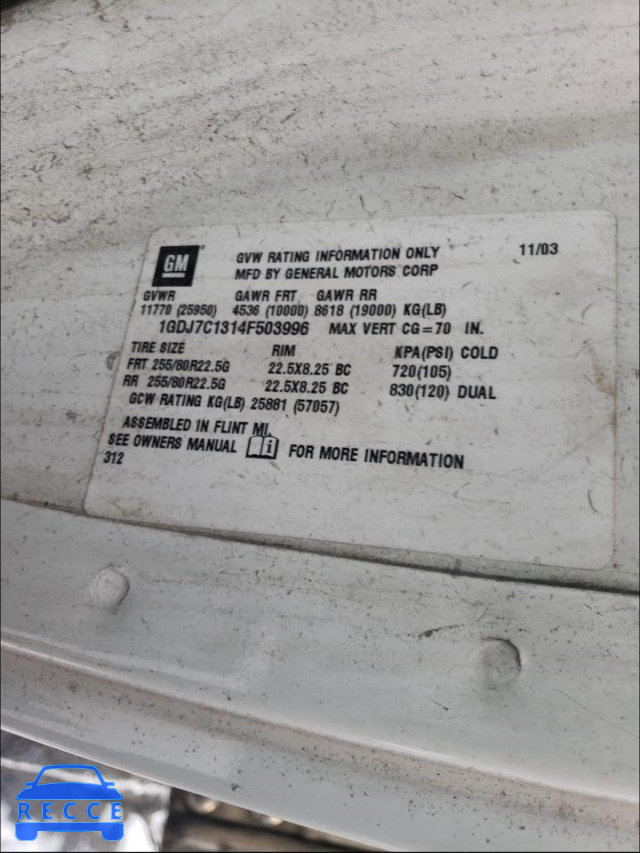 GM ® GVW RATING INFORMATION ONLY 11/03
MFD BY GENERAL MOTORS CORP
GVWR GAWR FRT GAWR RR
11770 (25950) 4536 (10000) 8618 (19000) KG(LB)
1GDJ7C1314F503996 MAX VERT CG=70 IN.
TIRE SIZE RIM KPA(PSI) COLD
FRT 255/80R22.5G 22.5X8.25 BC 720(105)
RR 255/80R22.5G 22.5X8.25 BC 830(120) DUAL
GCW RATING KG(LB) 25881 (57057)
ASSEMBLED IN FLINT MI.
SEE OWNERS MANUAL i FOR MORE INFORMATION
312
RECCE